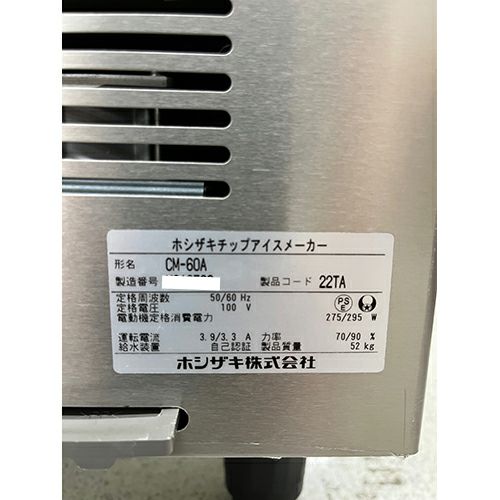 ホシザキチップアイスメーカー
形名 CM-60A
製造番号 製品コード 22TA
定格周波数 50/60 Hz
定格電圧 100 V
電動機定格消費電力 275/295 W
PS
E
運転電流 3.9/3.3 A 力率 70/90 %
給水装置 自己認証 製品質量 52 kg
ホシザキ株式会社